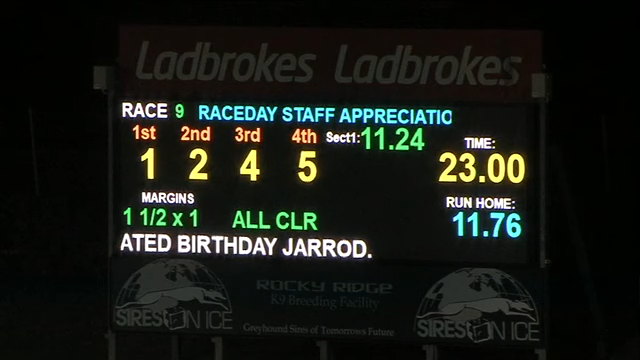 Ladbrokes Ladbrokes
RACE 9 RACEDAY STAFF APPRECIATIO
1st 2nd 3rd 4th Sect1: 11.24 TIME:
1 2 4 5 23.00
MARGINS RUN HOME:
1 1/2 x 1 ALL CLR 11.76
ATED BIRTHDAY JARROD.
ROCKY RIDGE
K9 Breeding Facility
SIRES ON ICE SIRES ON ICE
Greyhound Sires of Tomorrows Future